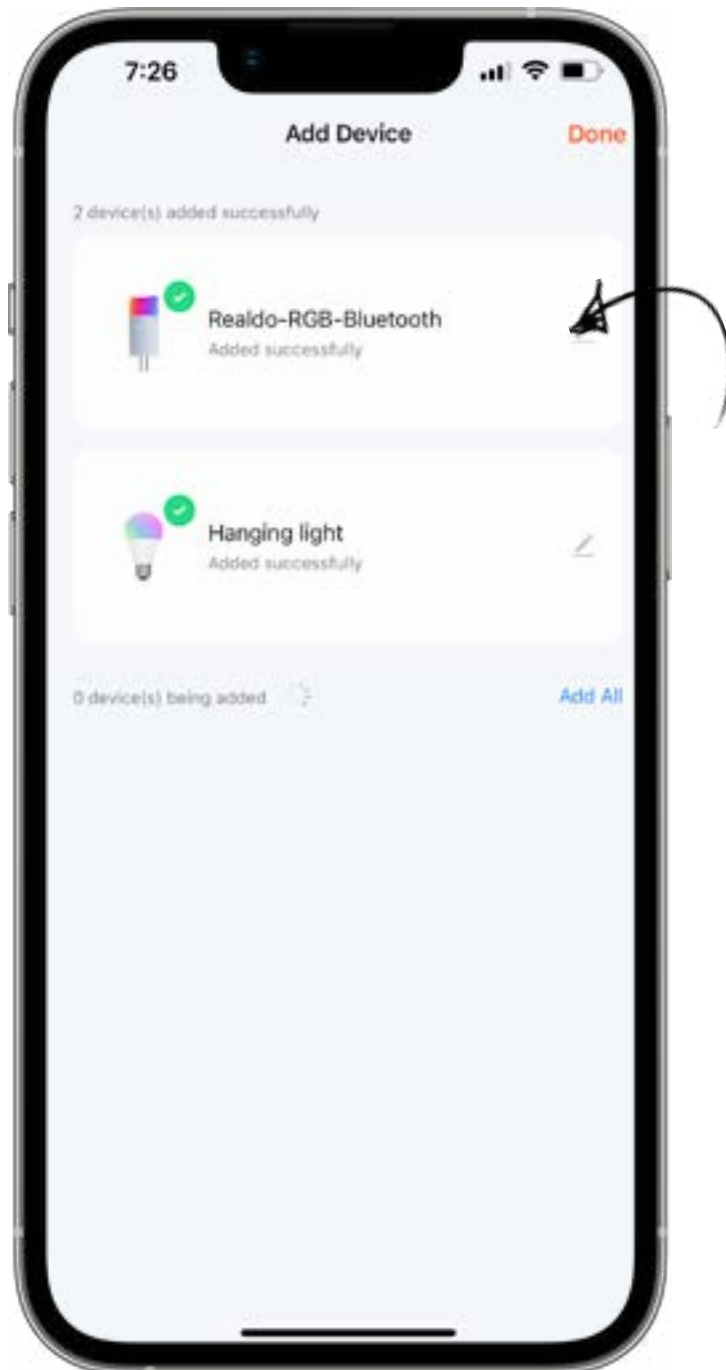 7:26
Add Device
Done
2 device(s) added successfully
Realdo-RGB-Bluetooth
Added successfully
Hanging light
Added successfully
0 device(s) being added
Add All